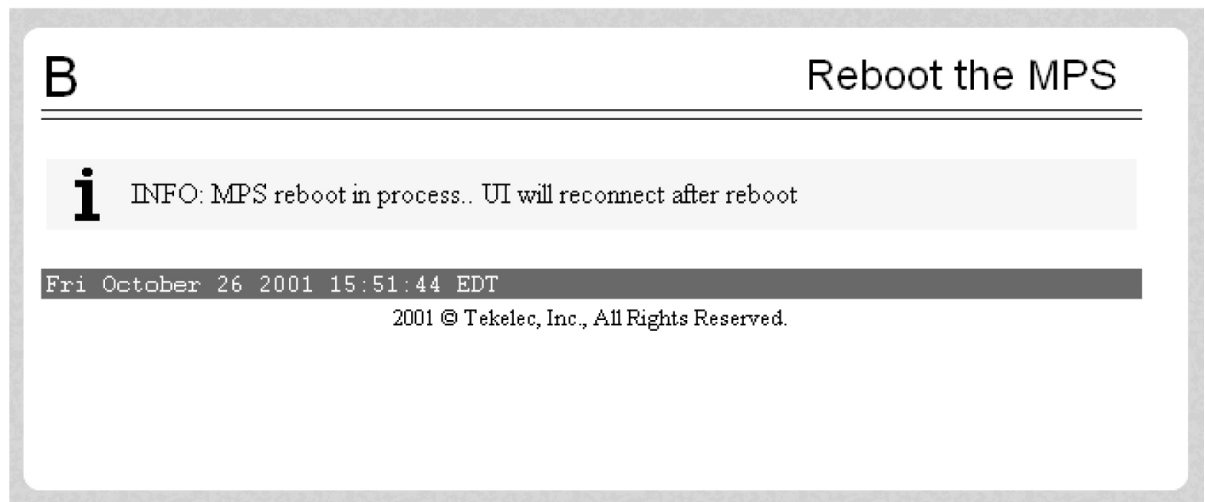 B
Reboot the MPS
i
INFO: MPS reboot in process.. UI will reconnect after reboot
Fri October 26 2001 15:51:44 EDT
2001 © Tekelec, Inc., All Rights Reserved.